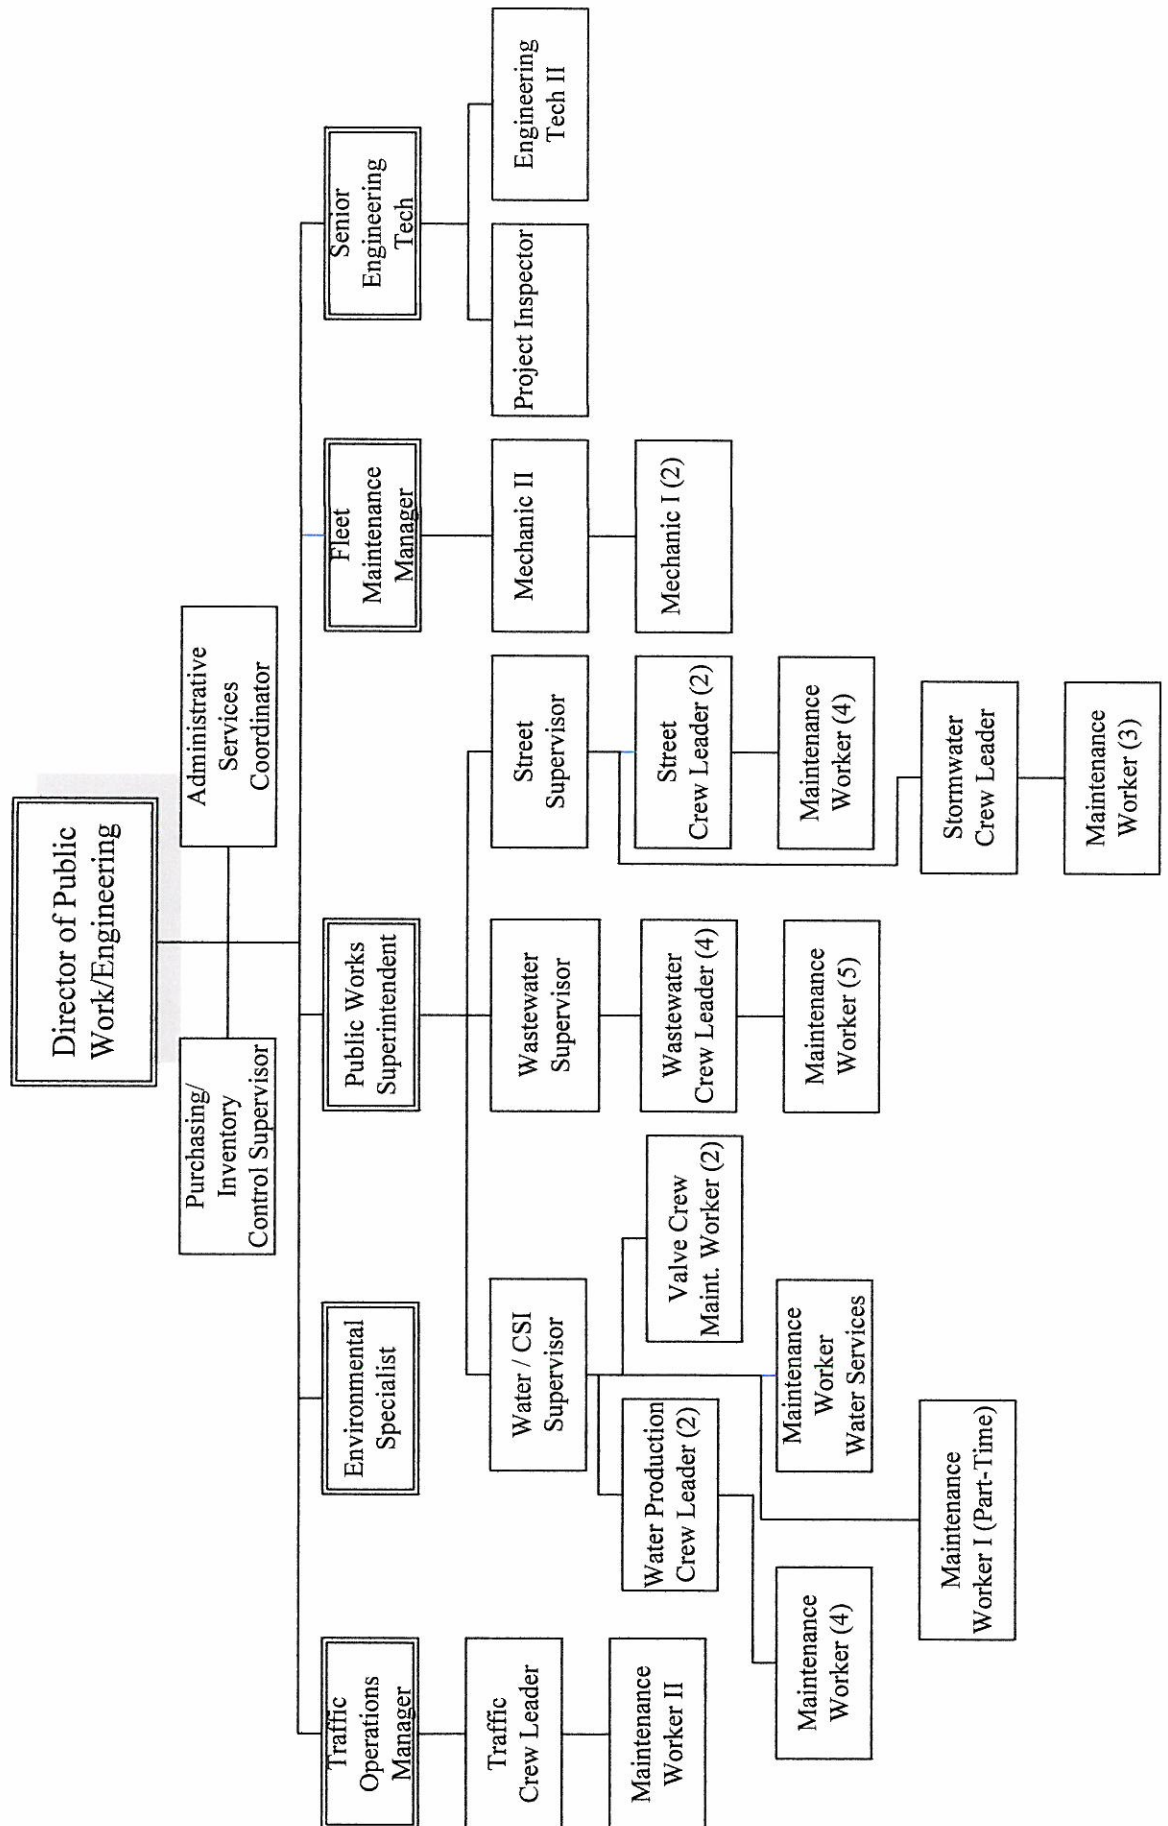 Director of Public
Work/Engineering
Purchasing/
Inventory
Control Supervisor
Administrative
Services
Coordinator
Traffic
Operations
Manager
Environmental
Specialist
Public Works
Superintendent
Fleet
Maintenance
Manager
Senior
Engineering
Tech
Traffic
Crew Leader
Water / CSI
Supervisor
Wastewater
Supervisor
Street
Supervisor
Mechanic II
Project Inspector
Engineering
Tech II
Maintenance
Worker II
Water Production
Crew Leader (2)
Valve Crew
Maint. Worker (2)
Wastewater
Crew Leader (4)
Street
Crew Leader (2)
Mechanic I (2)
Maintenance
Worker (4)
Maintenance
Worker
Water Services
Maintenance
Worker (5)
Maintenance
Worker (4)
Maintenance
Worker I (Part-Time)
Stormwater
Crew Leader
Maintenance
Worker (3)